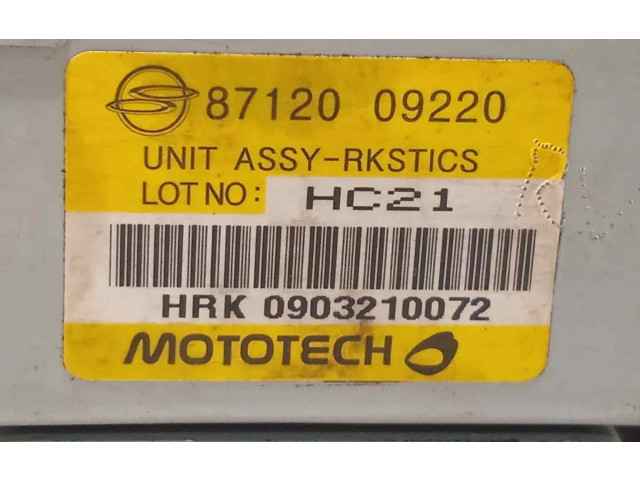 87120 09220
UNIT ASSY-RKSTICS
LOT NO: HC21
HRK 0903210072
MOTOTECH